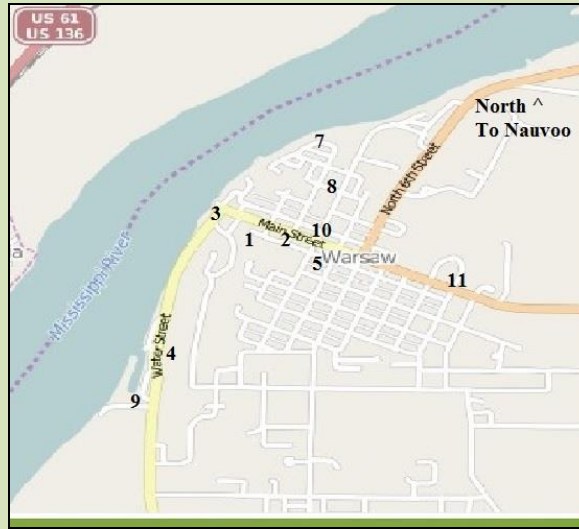 US 61
US 136
North ^
To Nauvoo
7
North 6th Street
8
3
Main Street
10
1
2
5
Warsaw
a
11
Mississippi River
Water Street
4
9